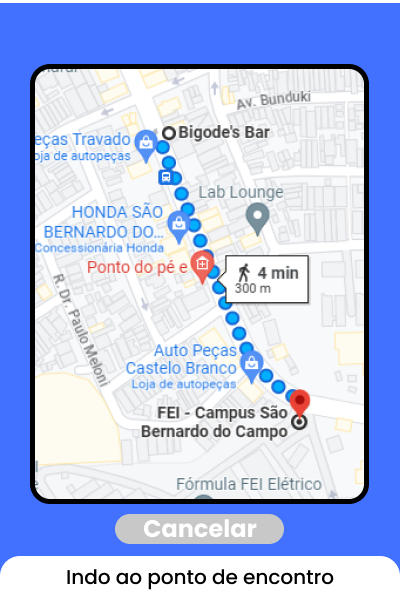 Av. Bunduki
Bigode's Bar
eças Travado
oja de autopeças
Lab Lounge
HONDA SÃO
BERNARDO DO...
Concessionária Honda
Ponto do pé e
4 min
300 m
R. Dr. Paulo Meloni
Auto Peças
Castelo Branco
Loja de autopeças
FEI - Campus São
Bernardo do Campo
Fórmula FEI Elétrico
Cancelar
Indo ao ponto de encontro